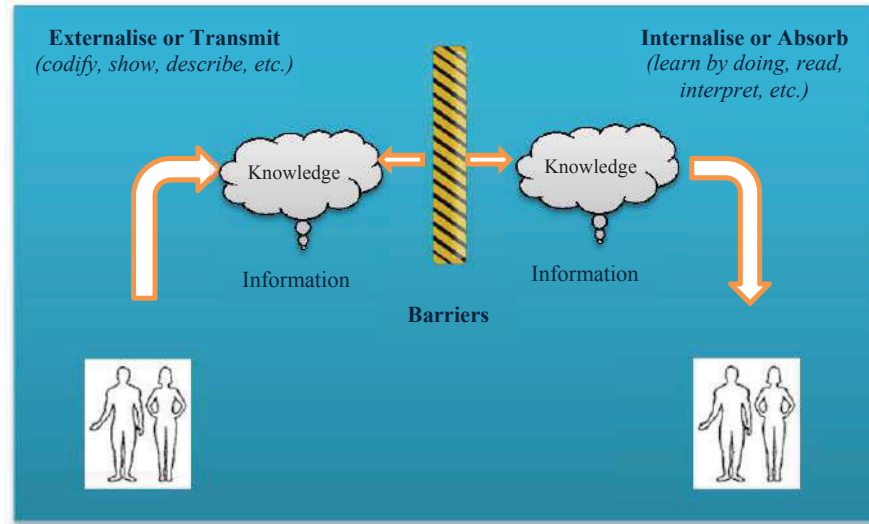 Externalise or Transmit
(codify, show, describe, etc.)
Internalise or Absorb
(learn by doing, read,
interpret, etc.)
Knowledge
Knowledge
Information
Information
Barriers